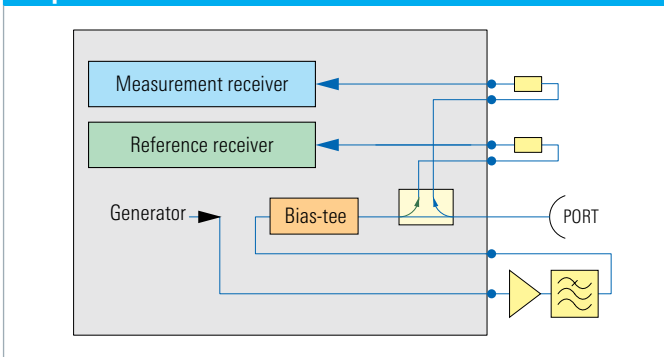 Measurement receiver
Reference receiver
Generator
Bias-tee
PORT